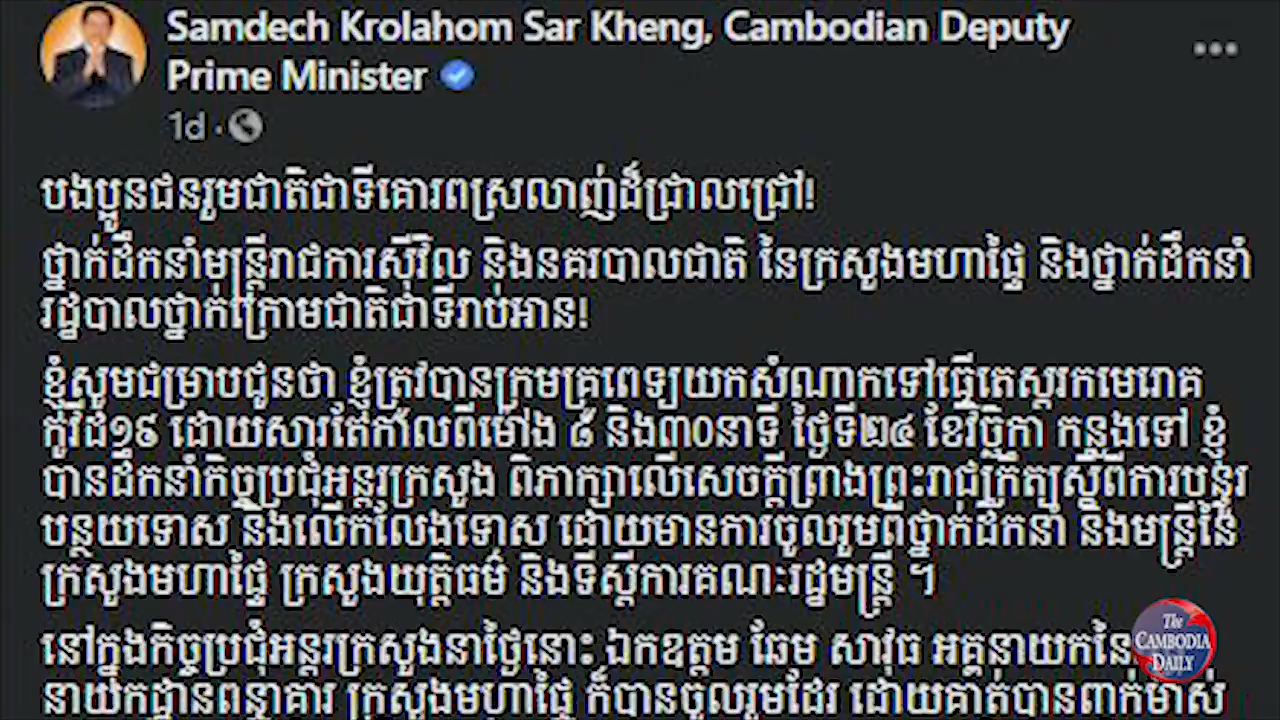 Samdech Krolahom Sar Kheng, Cambodian Deputy
Prime Minister
1d
បងប្អូនជនរួមជាតិជាទីគោរពស្រលាញ់ដ៏ជ្រាលជ្រៅ!
ថ្នាក់ដឹកនាំមន្ត្រីរាជការស៊ីវិល និងនគរបាលជាតិ នៃក្រសួងមហាផ្ទៃ និងថ្នាក់ដឹកនាំ
រដ្ឋបាលថ្នាក់ក្រោមជាតិជាទីរាប់អាន!
ខ្ញុំសូមជម្រាបជូនថា ខ្ញុំត្រូវបានក្រុមគ្រូពេទ្យយកសំណាកទៅធ្វើតេស្តរកមេរោគ
កូវីដ១៩ ដោយសារតែកាលពីម៉ោង ៨ និង៣០នាទី ថ្ងៃទី២៤ ខែវិច្ឆិកា កន្លងទៅ ខ្ញុំ
បានដឹកនាំកិច្ចប្រជុំអន្តរក្រសួង ពិភាក្សាលើសេចក្តីព្រាងព្រះរាជក្រឹត្យស្តីពីការបន្ធូរ
បន្ថយទោស និងលើកលែងទោស ដោយមានការចូលរួមពីថ្នាក់ដឹកនាំ និងមន្ត្រីនៃ
ក្រសួងមហាផ្ទៃ ក្រសួងយុត្តិធម៌ និងទីស្តីការគណៈរដ្ឋមន្ត្រី ។
នៅក្នុងកិច្ចប្រជុំអន្តរក្រសួងនាថ្ងៃនោះ ឯកឧត្តម ឆែម សាវុធ អគ្គនាយកនៃ
នាយកដ្ឋានពន្ធនាគារ ក្រសួងមហាផ្ទៃ ក៏បានចូលរួមដែរ ដោយគាត់បានពាក់ម៉ាស់
The
CAMBODIA
DAILY